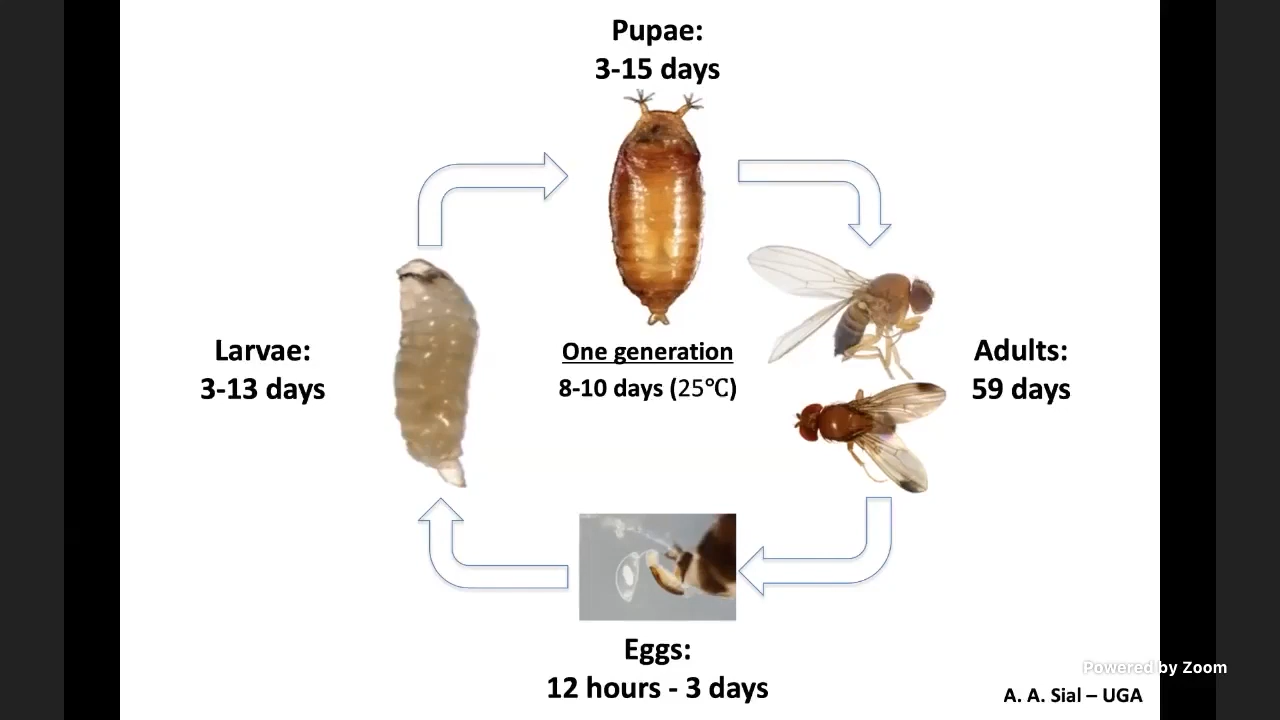 Pupae:
3-15 days
Larvae:
3-13 days
One generation
8-10 days (25℃)
Adults:
59 days
Eggs:
12 hours - 3 days
Powered by Zoom
A. A. Sial – UGA